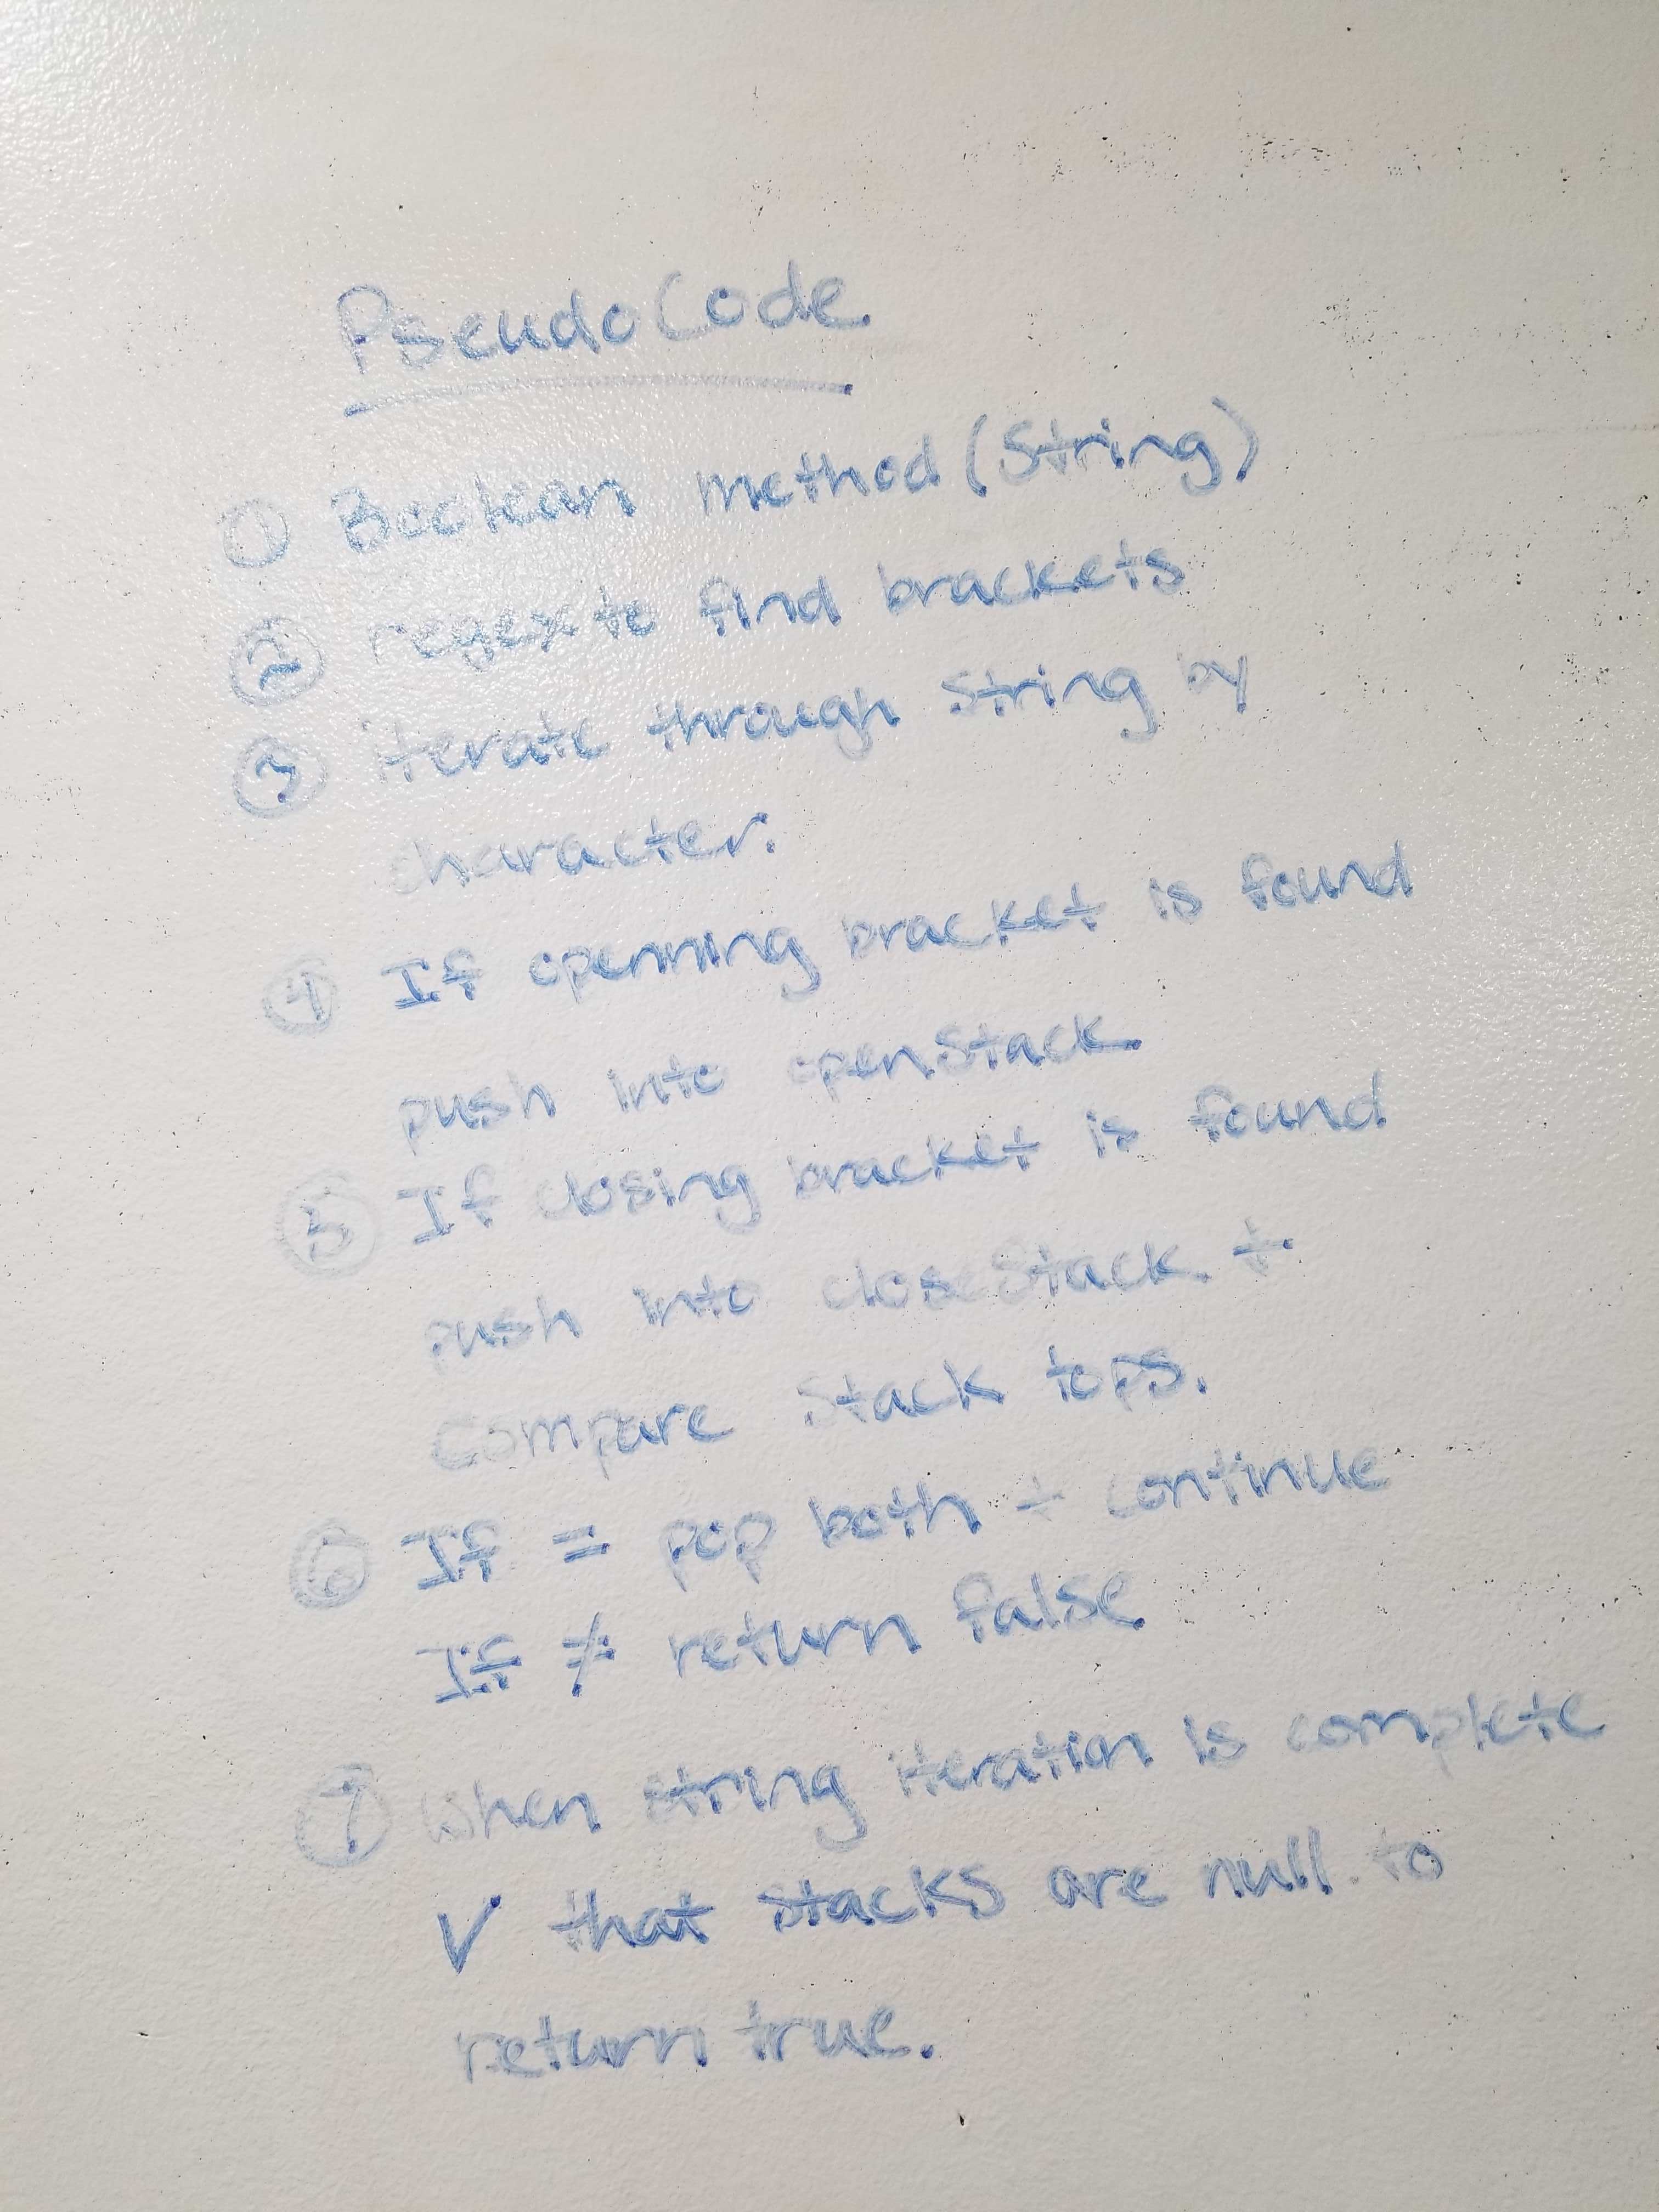 PseudoCode
① Boolean method (String)
② regex to find brackets
③ iterate through String by
character.
④ If openning bracket is found
push into openStack
⑤ If closing bracket is found
push into closeStack +
compare stack tops.
⑥ If = pop both + continue
If ≠ return false
⑦ when string iteration is complete
✓ that stacks are null to
return true.